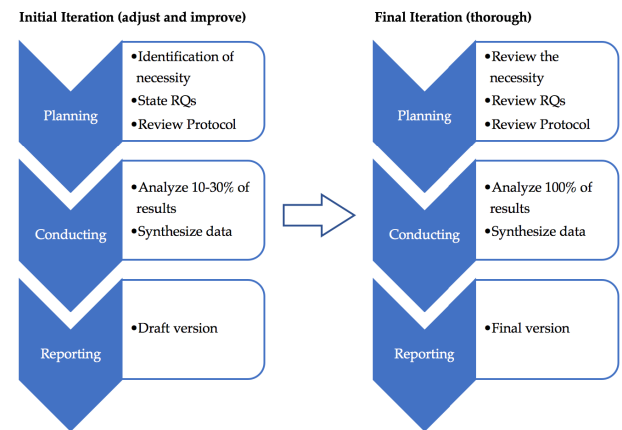 Initial Iteration (adjust and improve)
Planning
•Identification of
necessity
•State RQs
•Review Protocol
Conducting
•Analyze 10-30% of
results
•Synthesize data
Reporting
•Draft version
Final Iteration (thorough)
Planning
•Review the
necessity
•Review RQs
•Review Protocol
Conducting
•Analyze 100% of
results
•Synthesize data
Reporting
•Final version